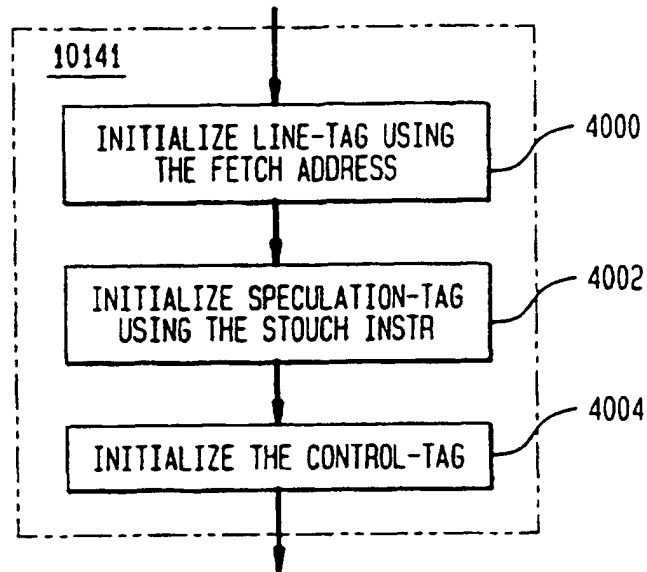 10141
INITIALIZE LINE-TAG USING
THE FETCH ADDRESS
4000
INITIALIZE SPECULATION-TAG
USING THE STOUCH INSTR
4002
INITIALIZE THE CONTROL-TAG
4004